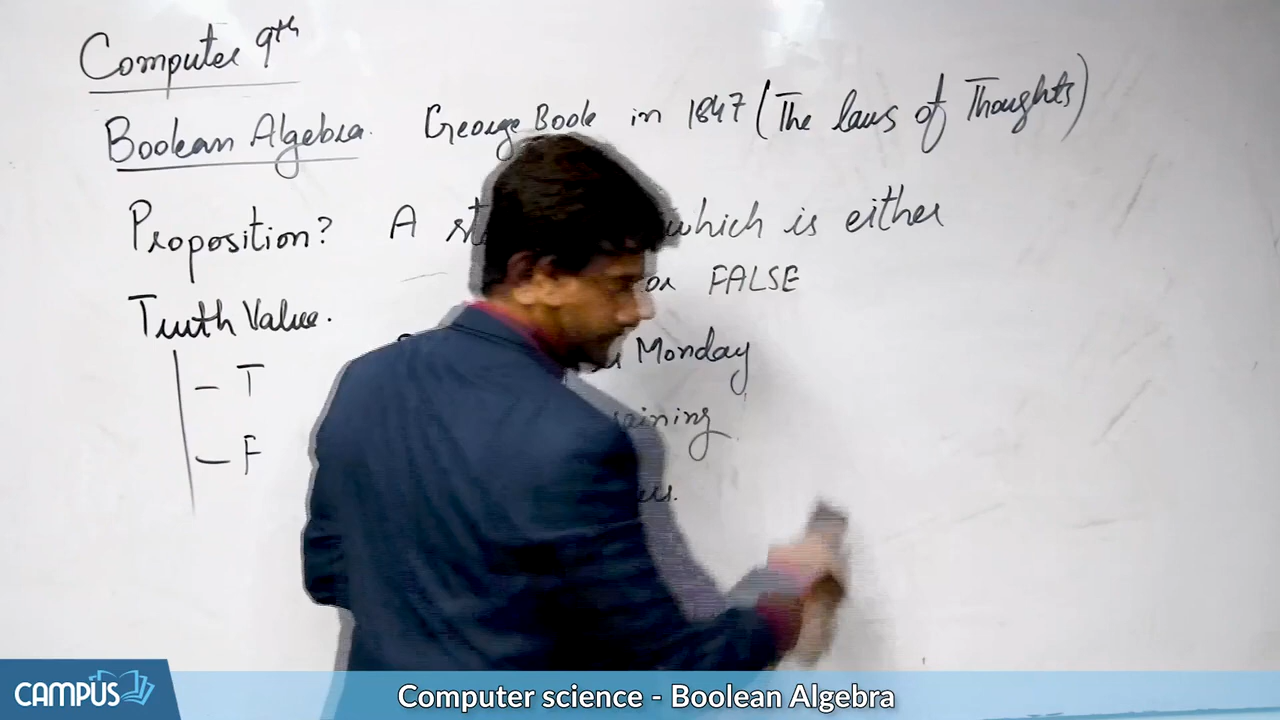 Computer 9th
Boolean Algebra. George Boole in 1847 (The laws of Thoughts)
Proposition? A which is either
or FALSE
Truth Value.
Monday
- T
- F
CAMPUS
Computer science - Boolean Algebra